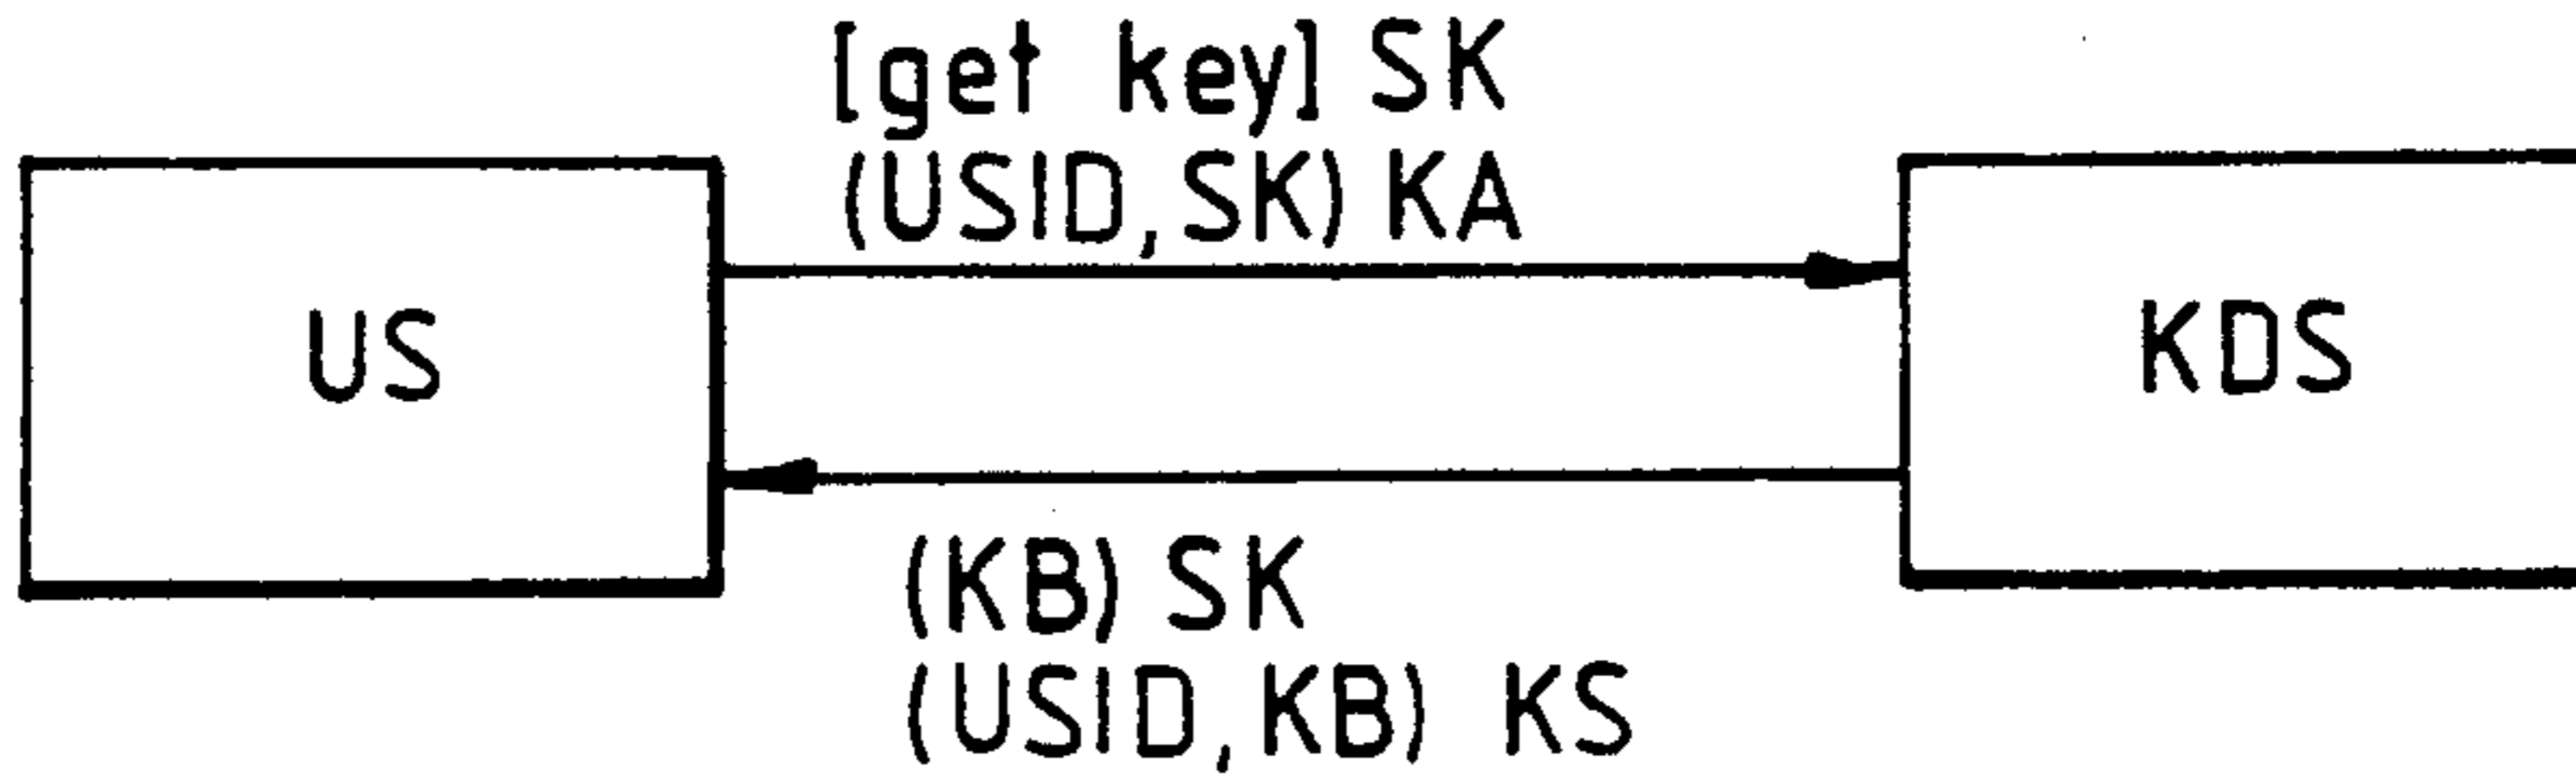 [get key] SK
(USID,SK) KA
US
KDS
(KB) SK
(USID,KB) KS